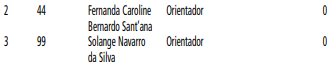 2 44 Fernanda Caroline Orientador 0
Bernardo Sant'ana
3 99 Solange Navarro Orientador 0
da Silva